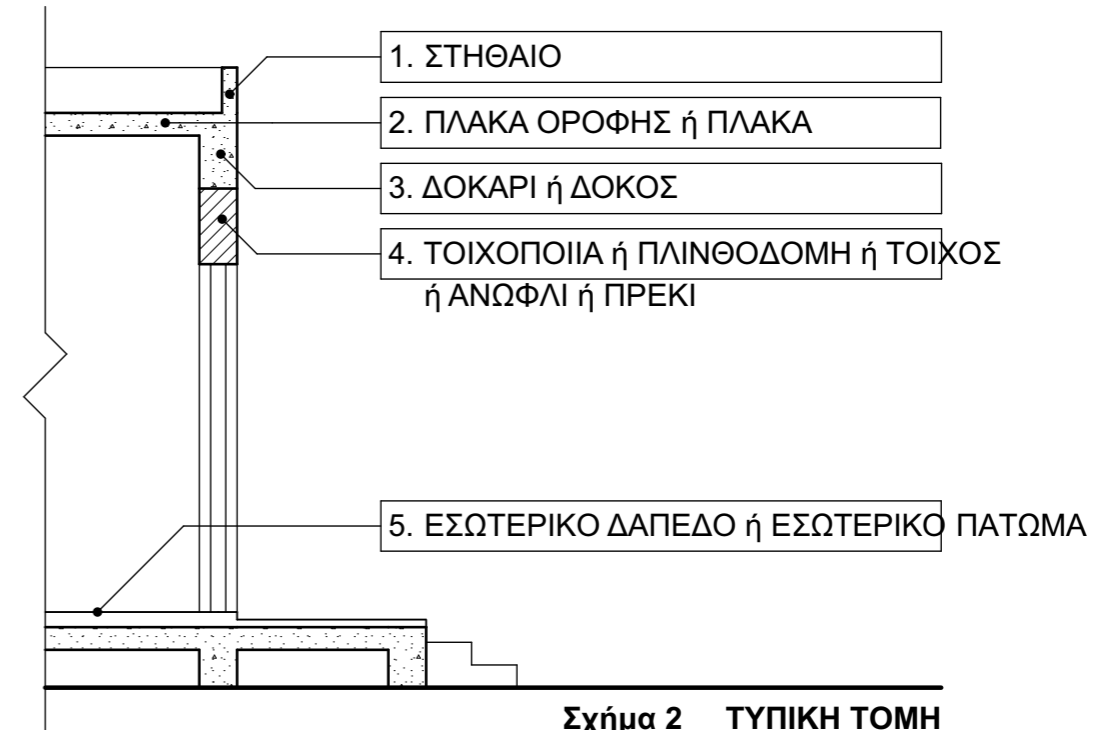 1. ΣΤΗΘΑΙΟ
2. ΠΛΑΚΑ ΟΡΟΦΗΣ ή ΠΛΑΚΑ
3. ΔΟΚΑΡΙ ή ΔΟΚΟΣ
4. ΤΟΙΧΟΠΟΙΙΑ ή ΠΛΙΝΘΟΔΟΜΗ ή ΤΟΙΧΟΣ
ή ΑΝΩΦΛΙ ή ΠΡΕΚΙ
5. ΕΣΩΤΕΡΙΚΟ ΔΑΠΕΔΟ ή ΕΣΩΤΕΡΙΚΟ ΠΑΤΩΜΑ
Σχήμα 2 ΤΥΠΙΚΗ ΤΟΜΗ